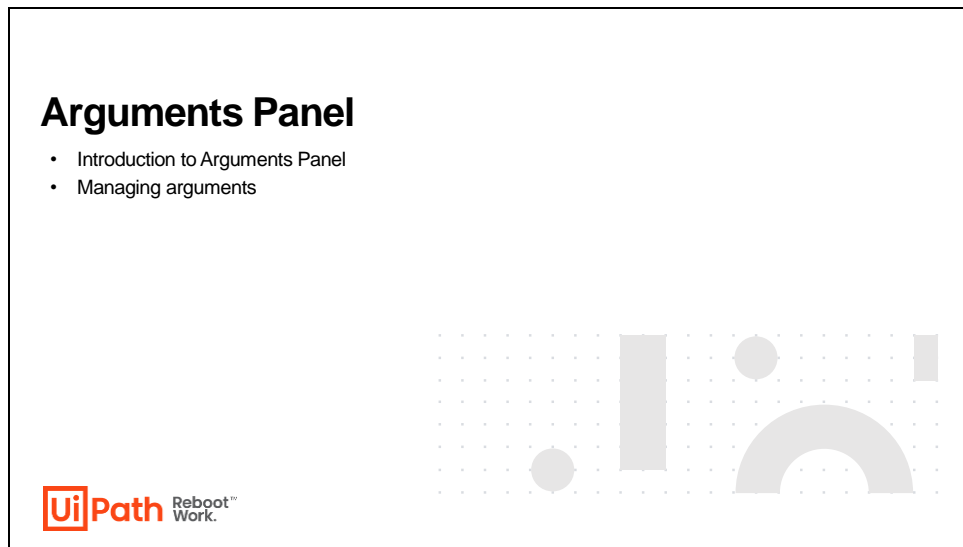 Arguments Panel
• Introduction to Arguments Panel
• Managing arguments
UiPath Reboot™
Work.